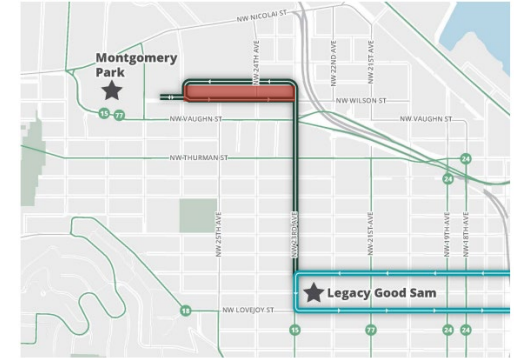 NW NICOLAI ST
Montgomery
Park
NW 24TH AVE
NW 22ND AVE
NW 21ST AVE
NW WILSON ST
15
77
NW VAUGHN ST
NW VAUGHN ST
NW THURMAN ST
24
24
NW 25TH AVE
NW 23RD AVE
NW 21ST AVE
NW 19TH AVE
NW 18TH AVE
Legacy Good Sam
18
NW LOVEJOY ST
15
77
24
24